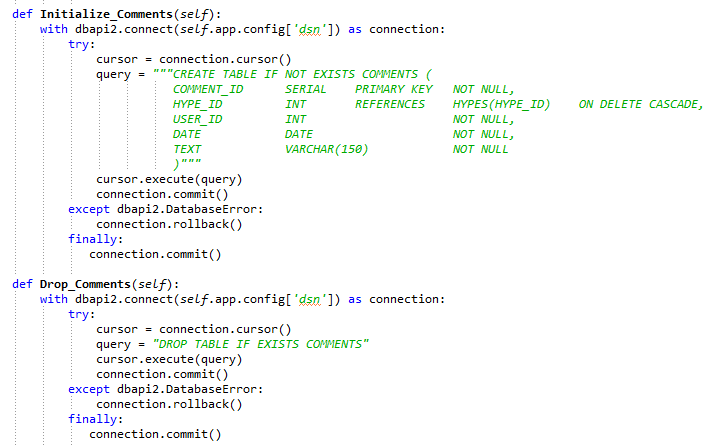 def Initialize_Comments(self):
    with dbapi2.connect(self.app.config['dsn']) as connection:
        try:
            cursor = connection.cursor()
            query = """CREATE TABLE IF NOT EXISTS COMMENTS (
                       COMMENT_ID      SERIAL    PRIMARY KEY   NOT NULL,
                       HYPE_ID         INT       REFERENCES    HYPES(HYPE_ID)    ON DELETE CASCADE,
                       USER_ID         INT                     NOT NULL,
                       DATE            DATE                    NOT NULL,
                       TEXT            VARCHAR(150)            NOT NULL
                       )"""
            cursor.execute(query)
            connection.commit()
        except dbapi2.DatabaseError:
            connection.rollback()
        finally:
           connection.commit()
def Drop_Comments(self):
    with dbapi2.connect(self.app.config['dsn']) as connection:
        try:
            cursor = connection.cursor()
            query = "DROP TABLE IF EXISTS COMMENTS"
            cursor.execute(query)
            connection.commit()
        except dbapi2.DatabaseError:
            connection.rollback()
        finally:
           connection.commit()